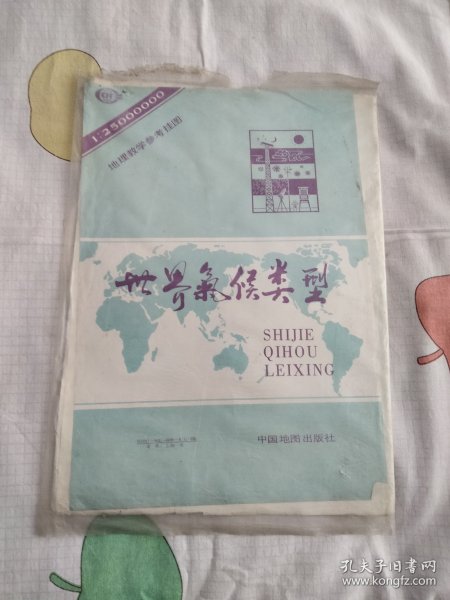 1:25000000
地理教学参考挂图
世界氣候类型
SHIJIE
QIHOU
LEIXING
中国地图出版社
孔夫子旧书网
www.kongfz.com